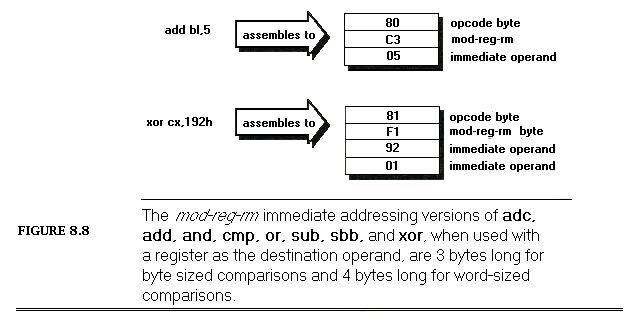 add bl,5 assembles to 80 opcode byte
C3 mod-reg-rm
05 immediate operand
xor cx,192h assembles to 81 opcode byte
F1 mod-reg-rm byte
92 immediate operand
01 immediate operand
FIGURE 8.8
The mod-reg-rm immediate addressing versions of adc,
add, and, cmp, or, sub, sbb, and xor, when used with
a register as the destination operand, are 3 bytes long for
byte sized comparisons and 4 bytes long for word-sized
comparisons.